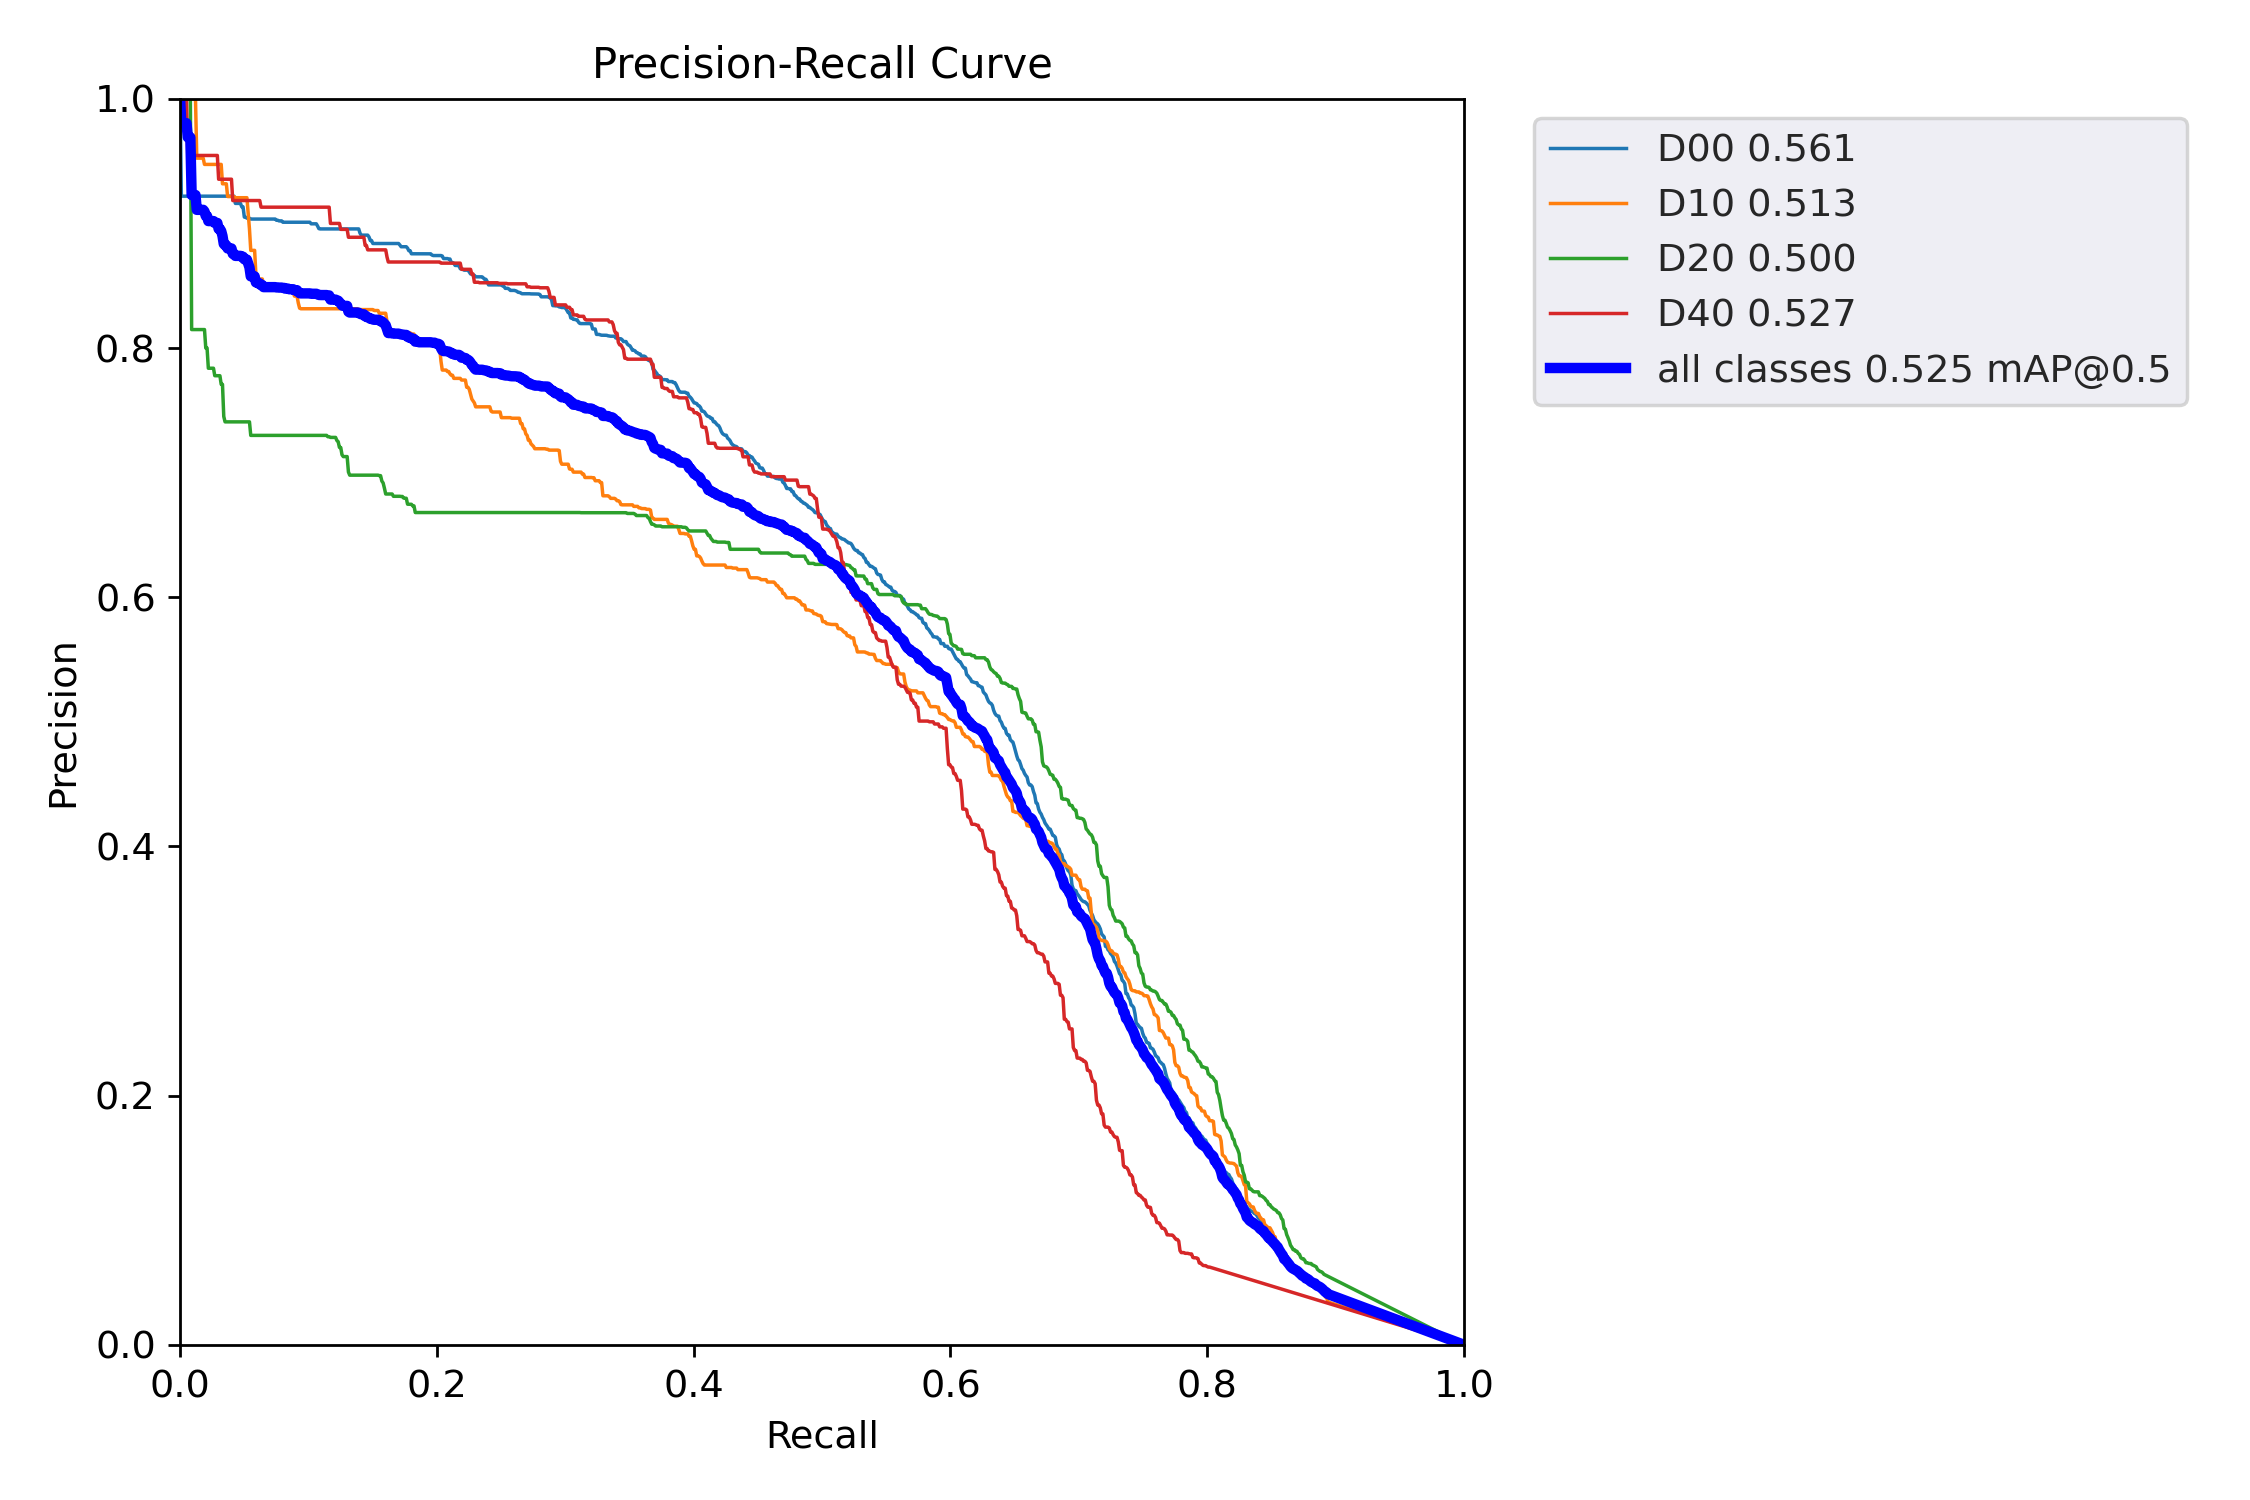 Precision-Recall Curve
1.0
0.8
0.6
0.4
0.2
0.0
Precision
0.0 0.2 0.4 0.6 0.8 1.0
Recall
D00 0.561
D10 0.513
D20 0.500
D40 0.527
all classes 0.525 mAP@0.5